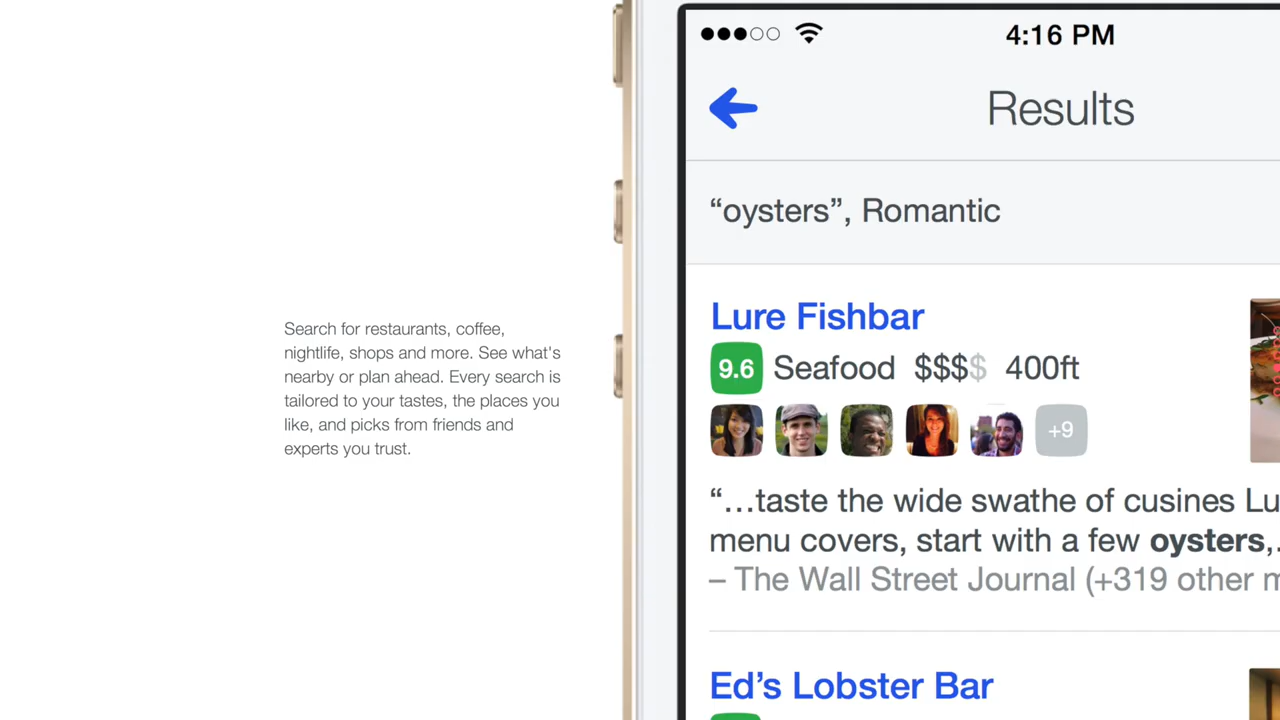 Search for restaurants, coffee,
nightlife, shops and more. See what's
nearby or plan ahead. Every search is
tailored to your tastes, the places you
like, and picks from friends and
experts you trust.
4:16 PM
Results
“oysters”, Romantic
Lure Fishbar
9.6 Seafood $$$$ 400ft
+9
“...taste the wide swathe of cusines Lu
menu covers, start with a few oysters,.
– The Wall Street Journal (+319 other m
Ed’s Lobster Bar